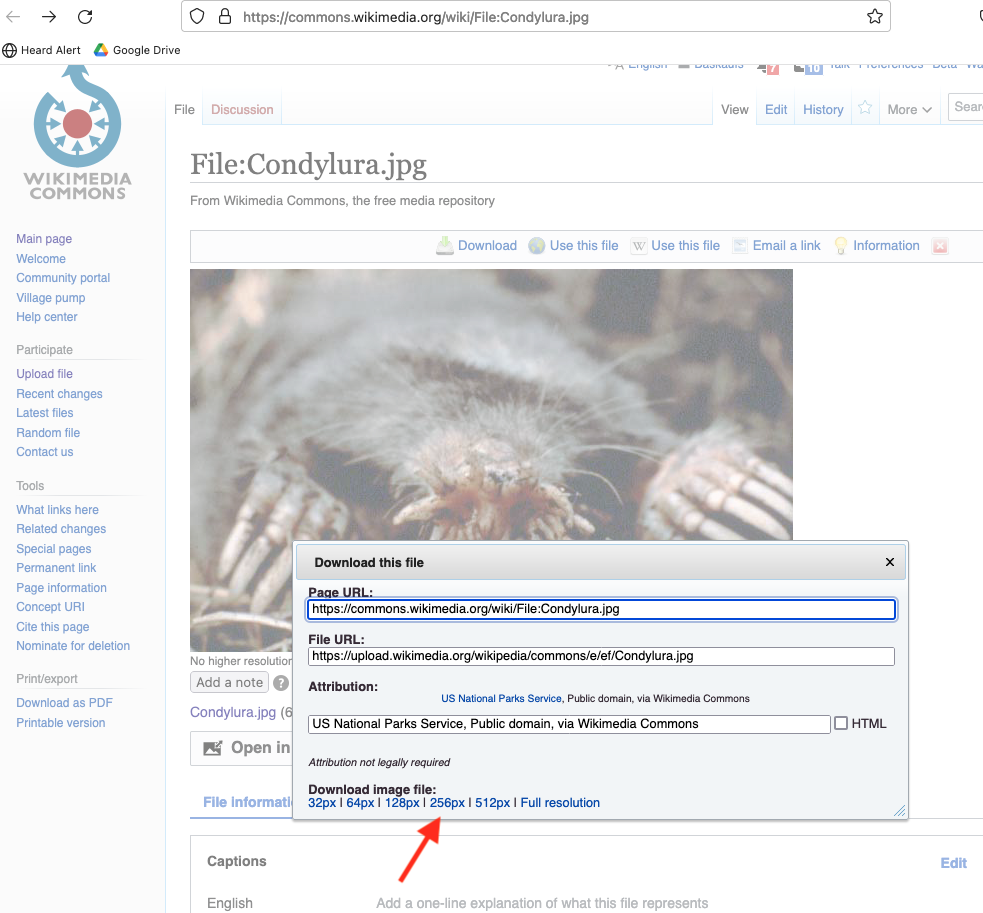 https://commons.wikimedia.org/wiki/File:Condylura.jpg
Heard Alert Google Drive
English Baskaufs 7 10 Talk Preferences Beta
File Discussion View Edit History More Sear
WIKIMEDIA
COMMONS
File:Condylura.jpg
From Wikimedia Commons, the free media repository
Download Use this file W Use this file Email a link Information
Main page
Welcome
Community portal
Village pump
Help center
Participate
Upload file
Recent changes
Latest files
Random file
Contact us
Tools
What links here
Related changes
Special pages
Permanent link
Page information
Concept URI
Cite this page
Nominate for deletion
Print/export
Download as PDF
Printable version
No higher resolution
Add a note ?
Condylura.jpg (6
Open in
File informati
Download this file
Page URL:
https://commons.wikimedia.org/wiki/File:Condylura.jpg
File URL:
https://upload.wikimedia.org/wikipedia/commons/e/ef/Condylura.jpg
Attribution:
US National Parks Service, Public domain, via Wikimedia Commons
US National Parks Service, Public domain, via Wikimedia Commons HTML
Attribution not legally required
Download image file:
32px | 64px | 128px | 256px | 512px | Full resolution
Captions Edit
English Add a one-line explanation of what this file represents